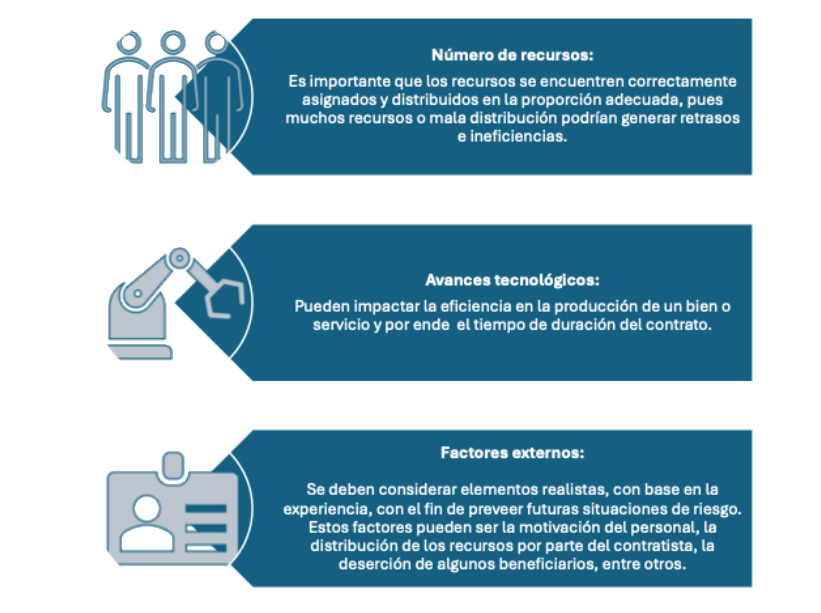 Número de recursos:
Es importante que los recursos se encuentren correctamente
asignados y distribuidos en la proporción adecuada, pues
muchos recursos o mala distribución podrían generar retrasos
e ineficiencias.
Avances tecnológicos:
Pueden impactar la eficiencia en la producción de un bien o
servicio y por ende el tiempo de duración del contrato.
Factores externos:
Se deben considerar elementos realistas, con base en la
experiencia, con el fin de preveer futuras situaciones de riesgo.
Estos factores pueden ser la motivación del personal, la
distribución de los recursos por parte del contratista, la
deserción de algunos beneficiarios, entre otros.